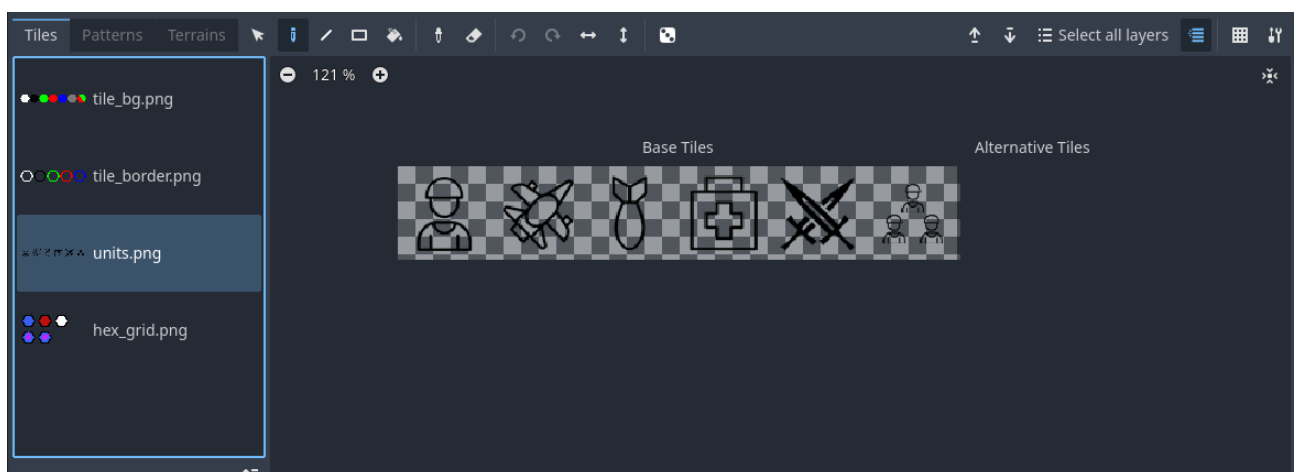 Tiles Patterns Terrains Select all layers
121 %
tile_bg.png
Base Tiles Alternative Tiles
tile_border.png
units.png
hex_grid.png